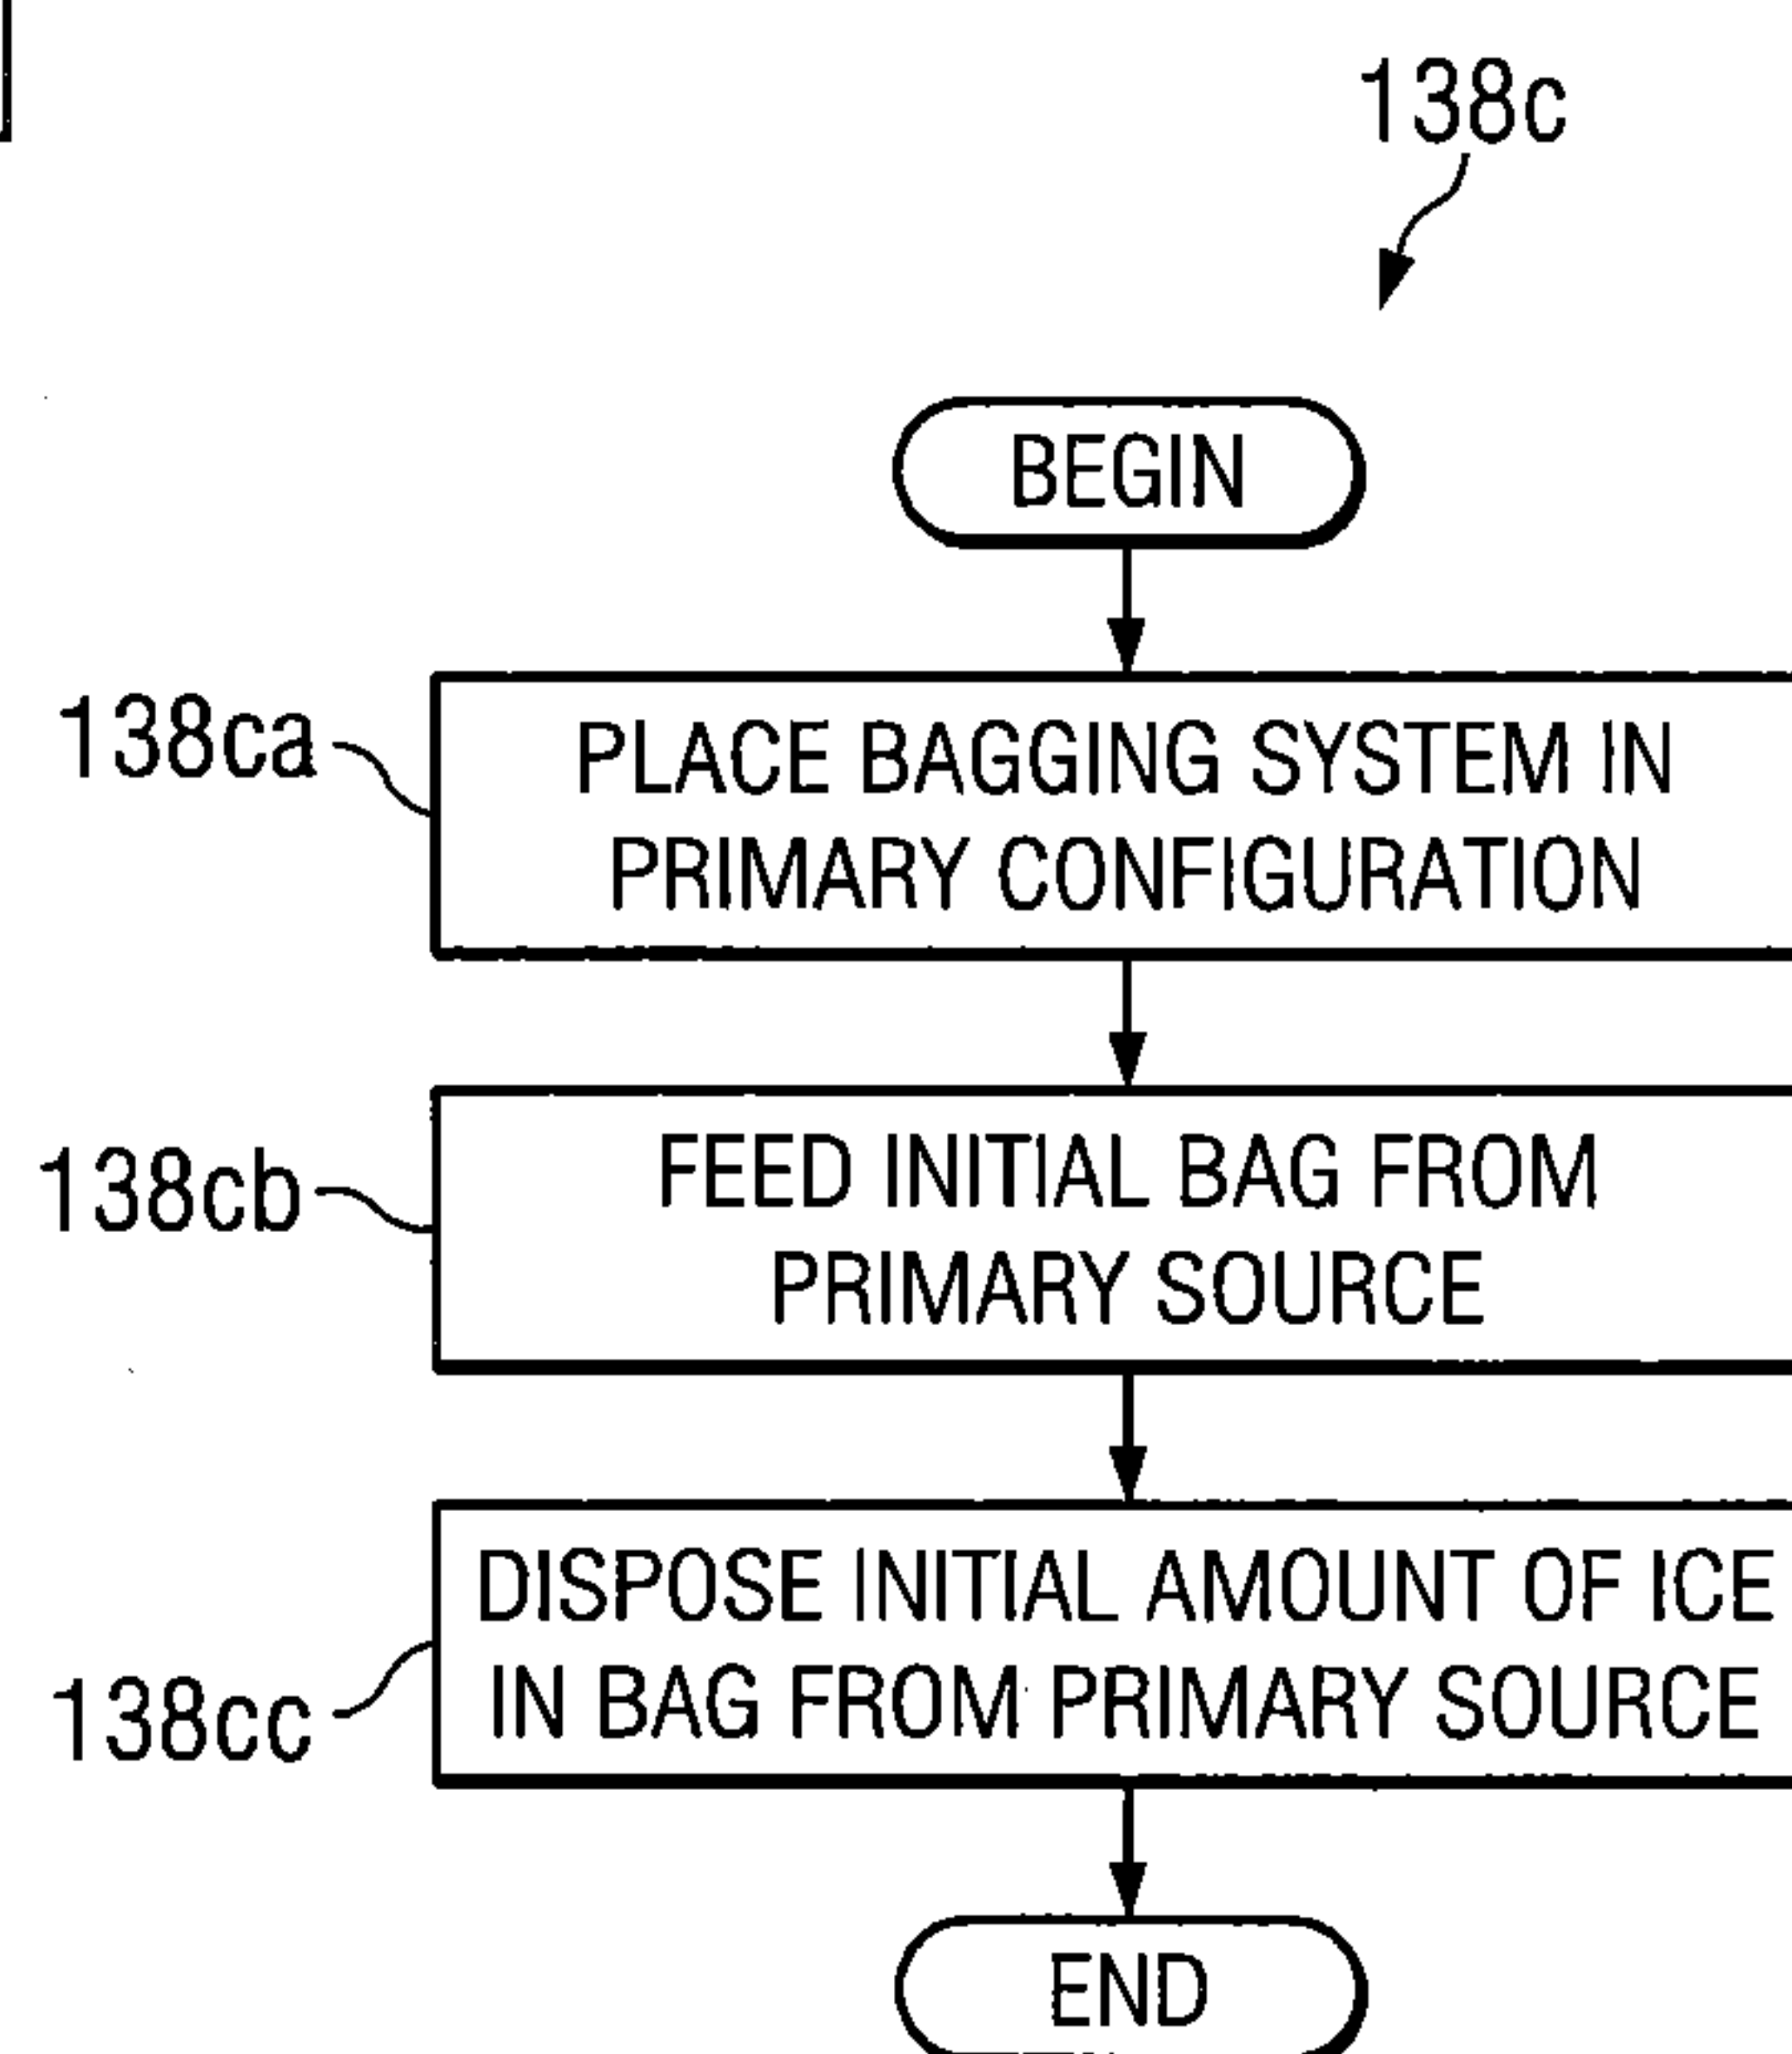 138c
BEGIN
138ca
PLACE BAGGING SYSTEM IN
PRIMARY CONFIGURATION
138cb
FEED INITIAL BAG FROM
PRIMARY SOURCE
138cc
DISPOSE INITIAL AMOUNT OF ICE
IN BAG FROM PRIMARY SOURCE
END